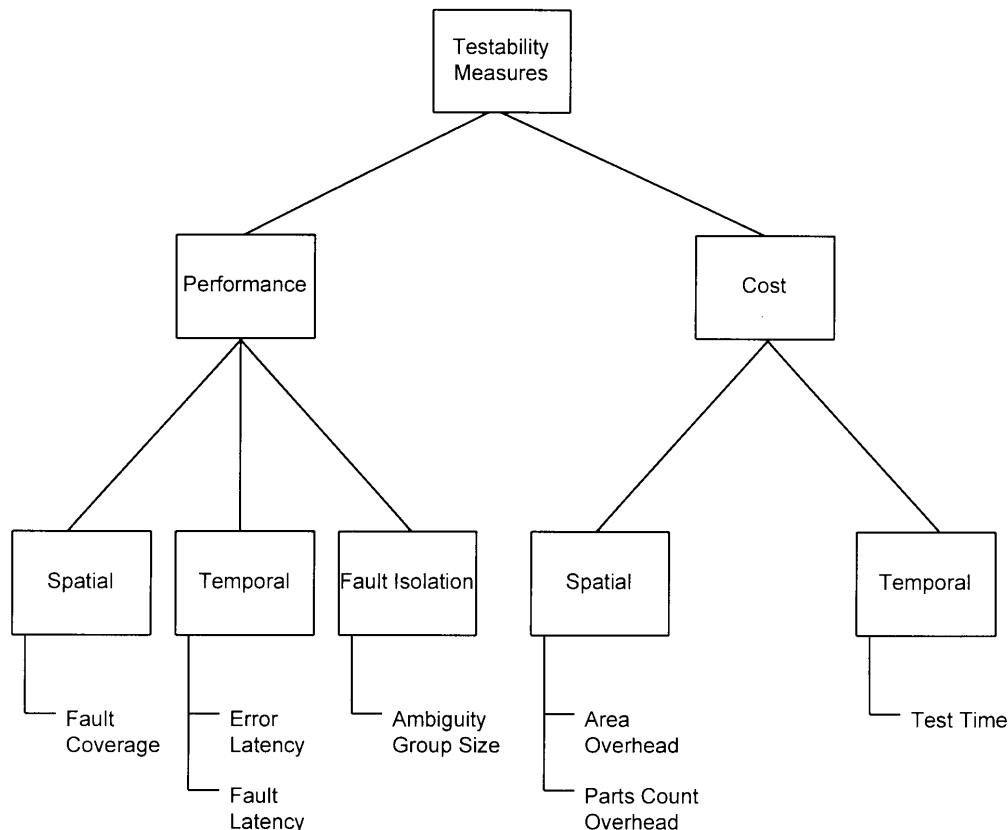 Testability
Measures
Performance
Cost
Spatial
Temporal
Fault Isolation
Spatial
Temporal
Fault
Coverage
Error
Latency
Fault
Latency
Ambiguity
Group Size
Area
Overhead
Parts Count
Overhead
Test Time